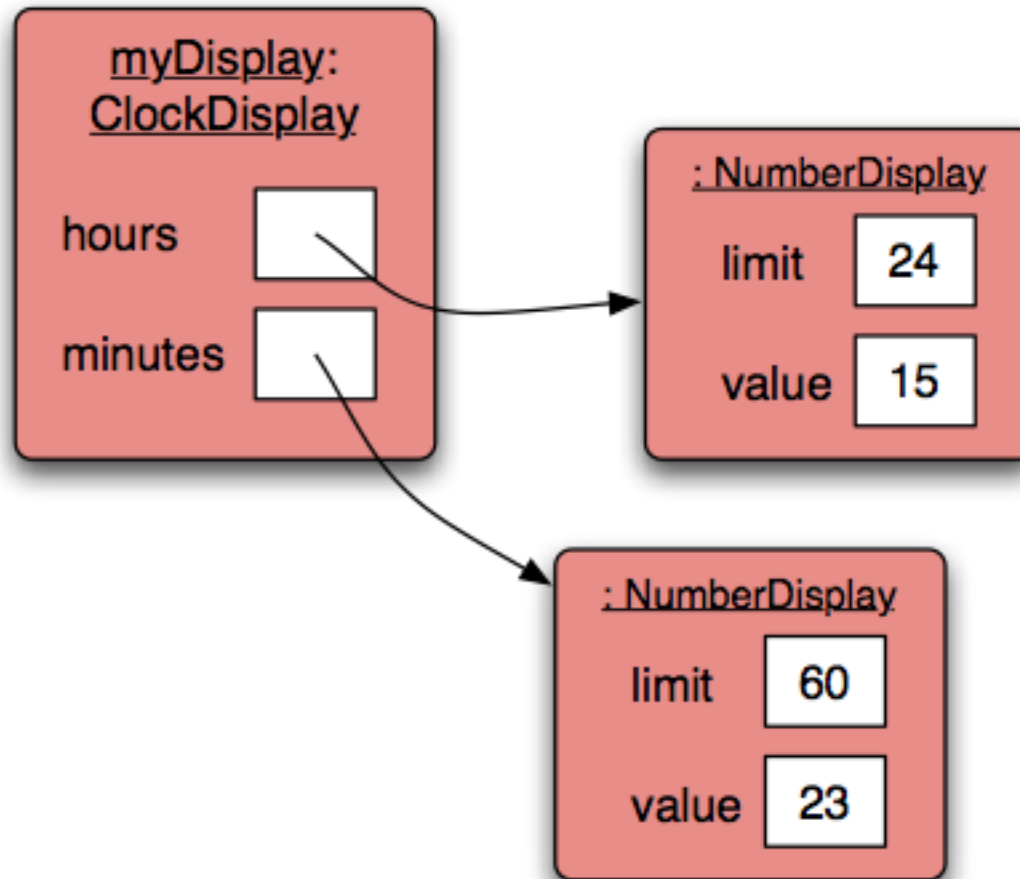 myDisplay:
ClockDisplay
hours
minutes
: NumberDisplay
limit 24
value 15
: NumberDisplay
limit 60
value 23